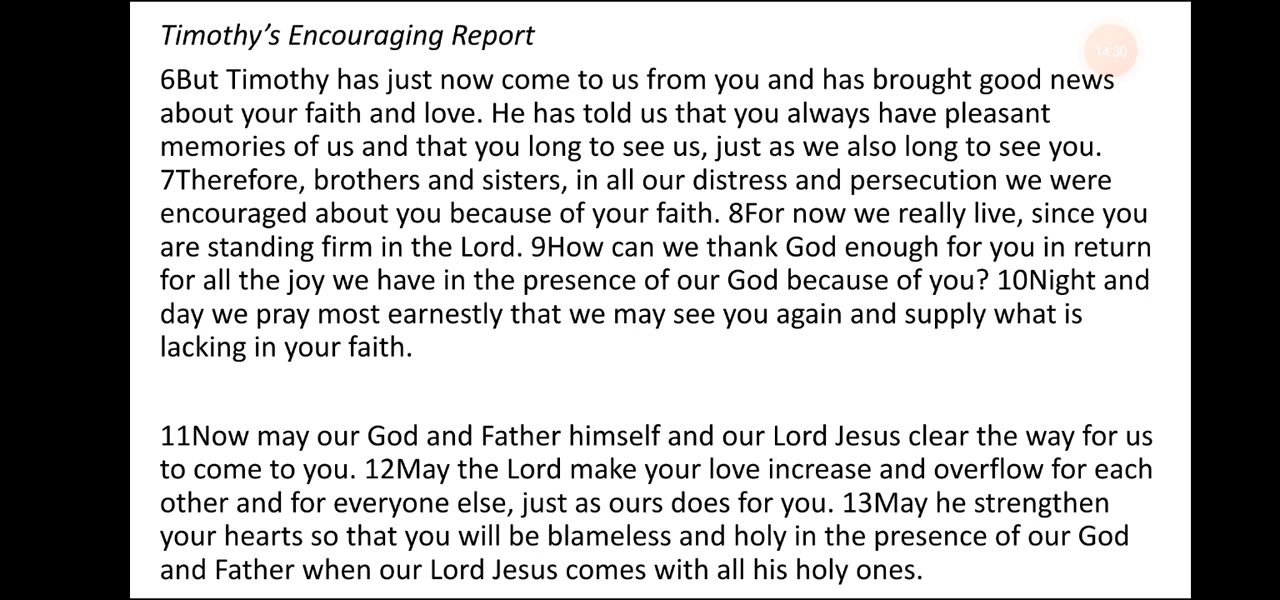 Timothy’s Encouraging Report
14:30
6But Timothy has just now come to us from you and has brought good news
about your faith and love. He has told us that you always have pleasant
memories of us and that you long to see us, just as we also long to see you.
7Therefore, brothers and sisters, in all our distress and persecution we were
encouraged about you because of your faith. 8For now we really live, since you
are standing firm in the Lord. 9How can we thank God enough for you in return
for all the joy we have in the presence of our God because of you? 10Night and
day we pray most earnestly that we may see you again and supply what is
lacking in your faith.
11Now may our God and Father himself and our Lord Jesus clear the way for us
to come to you. 12May the Lord make your love increase and overflow for each
other and for everyone else, just as ours does for you. 13May he strengthen
your hearts so that you will be blameless and holy in the presence of our God
and Father when our Lord Jesus comes with all his holy ones.